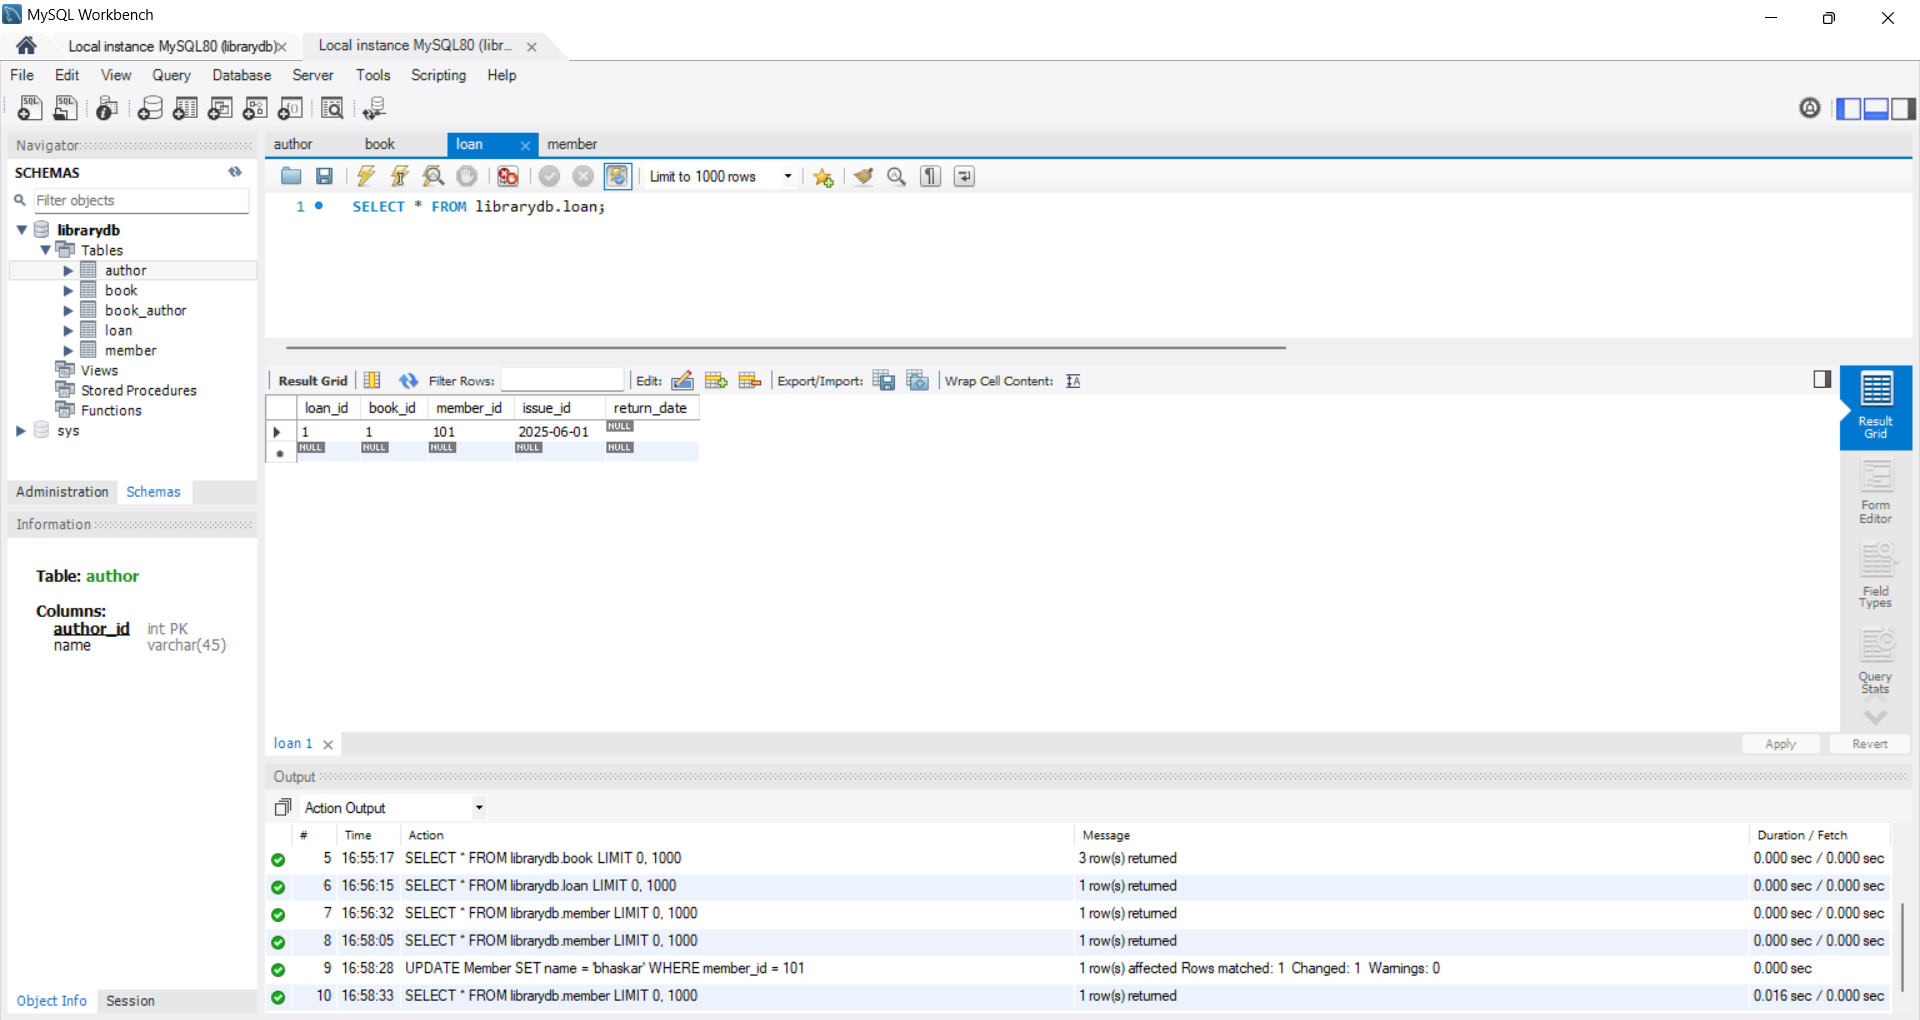 MySQL Workbench
Local instance MySQL80 (librarydb)
Local instance MySQL80 (libr...
File Edit View Query Database Server Tools Scripting Help
Navigator
SCHEMAS
Filter objects
librarydb
Tables
author
book
book_author
loan
member
Views
Stored Procedures
Functions
sys
Administration Schemas
Information
Table: author
Columns:
author_id int PK
name varchar(45)
Object Info Session
author book loan member
Limit to 1000 rows
1 SELECT * FROM librarydb.loan;
Result Grid Filter Rows: Edit: Export/Import: Wrap Cell Content:
loan_id book_id member_id issue_id return_date
1 1 101 2025-06-01 NULL
NULL NULL NULL NULL NULL
Result
Grid
Form
Editor
Field
Types
Query
Stats
loan 1
Apply Revert
Output
Action Output
# Time Action Message Duration / Fetch
5 16:55:17 SELECT * FROM librarydb.book LIMIT 0, 1000 3 row(s) returned 0.000 sec / 0.000 sec
6 16:56:15 SELECT * FROM librarydb.loan LIMIT 0, 1000 1 row(s) returned 0.000 sec / 0.000 sec
7 16:56:32 SELECT * FROM librarydb.member LIMIT 0, 1000 1 row(s) returned 0.000 sec / 0.000 sec
8 16:58:05 SELECT * FROM librarydb.member LIMIT 0, 1000 1 row(s) returned 0.000 sec / 0.000 sec
9 16:58:28 UPDATE Member SET name = 'bhaskar' WHERE member_id = 101 1 row(s) affected Rows matched: 1 Changed: 1 Warnings: 0 0.000 sec
10 16:58:33 SELECT * FROM librarydb.member LIMIT 0, 1000 1 row(s) returned 0.016 sec / 0.000 sec